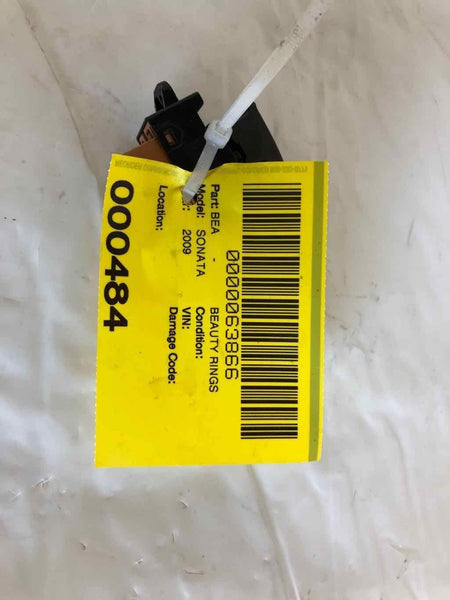 0000063866
Part: BEA - BEAUTY RINGS
Model: SONATA Condition:
2009 VIN:
Location: Damage Code:
000484